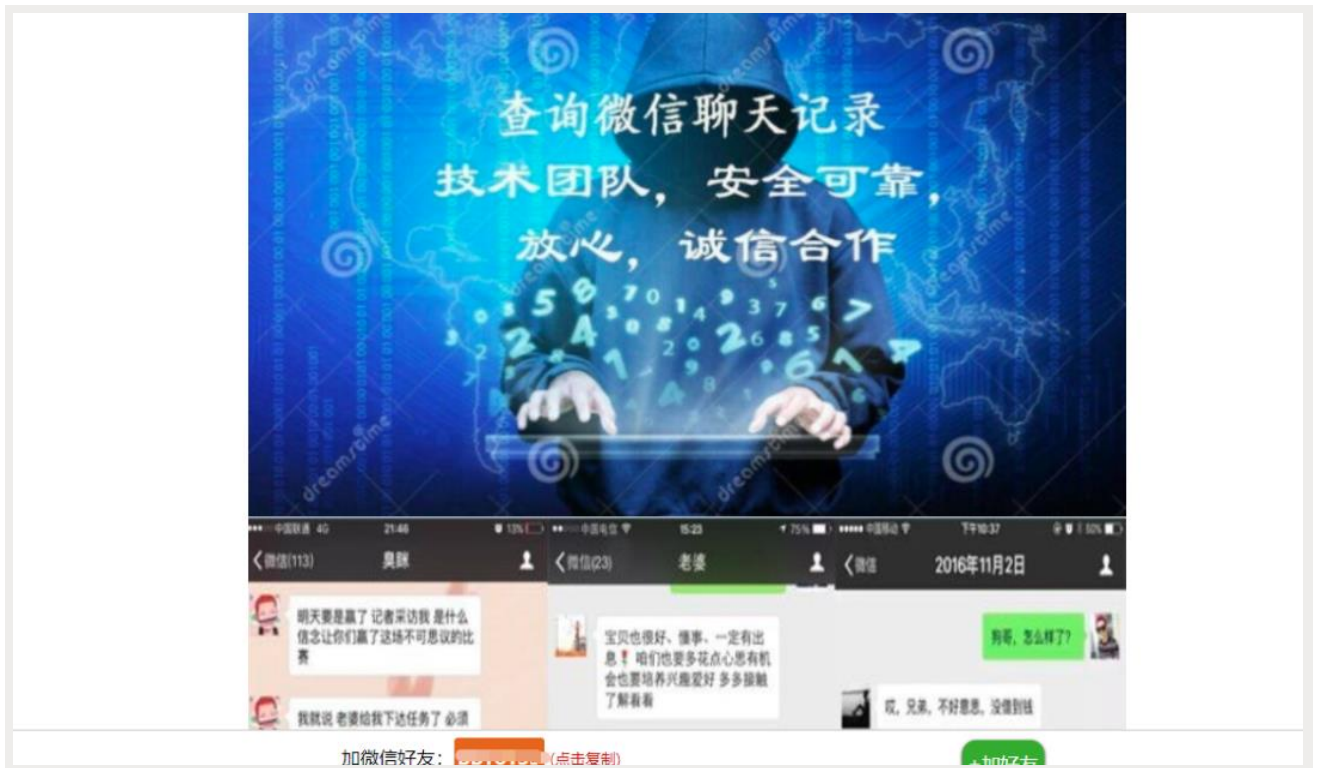 查询微信聊天记录
技术团队，安全可靠，
放心，诚信合作
dreamstime
dreamstime
dreamstime
dreamstime
中国联通 4G 21:46 13%
微信(113) 臭咪
明天要是赢了 记者采访我 是什么
信念让你们赢了这场不可思议的比
赛
我就说 老婆给我下达任务了 必须
中国电信 15:23 75%
微信(23) 老婆
宝贝也很好、懂事、一定有出
息 咱们也要多花点心思有机
会也要培养兴趣爱好 多多接触
了解看看
中国移动 下午10:37 50%
微信 2016年11月2日
狗哥，怎么样了?
哎，兄弟，不好意思，没借到钱
加微信好友： (点击复制)
+加好友